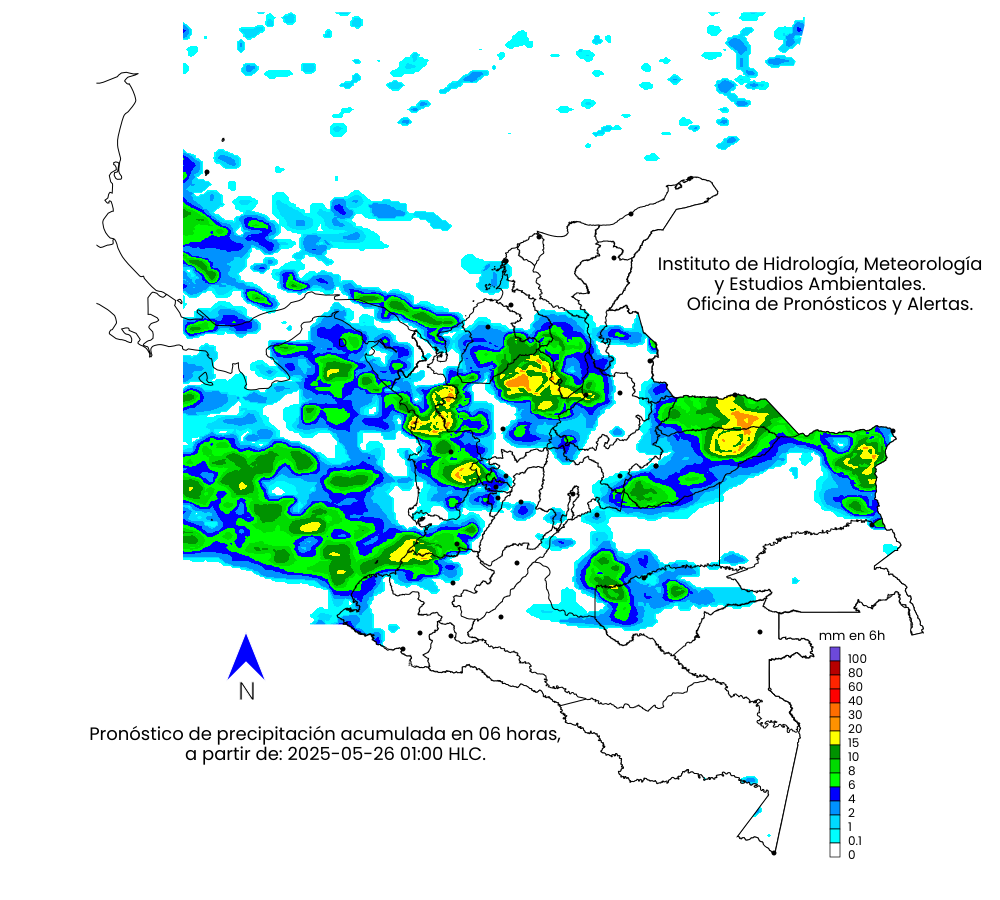 Instituto de Hidrología, Meteorología
y Estudios Ambientales.
Oficina de Pronósticos y Alertas.
mm en 6h
100
80
60
40
30
20
15
10
8
6
4
2
1
0.1
0
N
Pronóstico de precipitación acumulada en 06 horas,
a partir de: 2025-05-26 01:00 HLC.